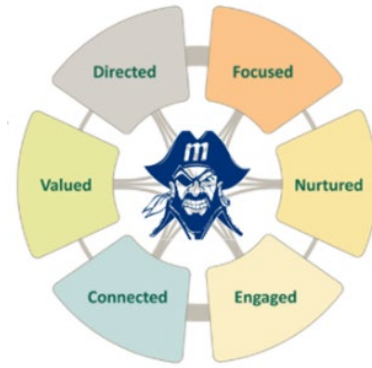 Directed
Focused
m
Valued
Nurtured
Connected
Engaged